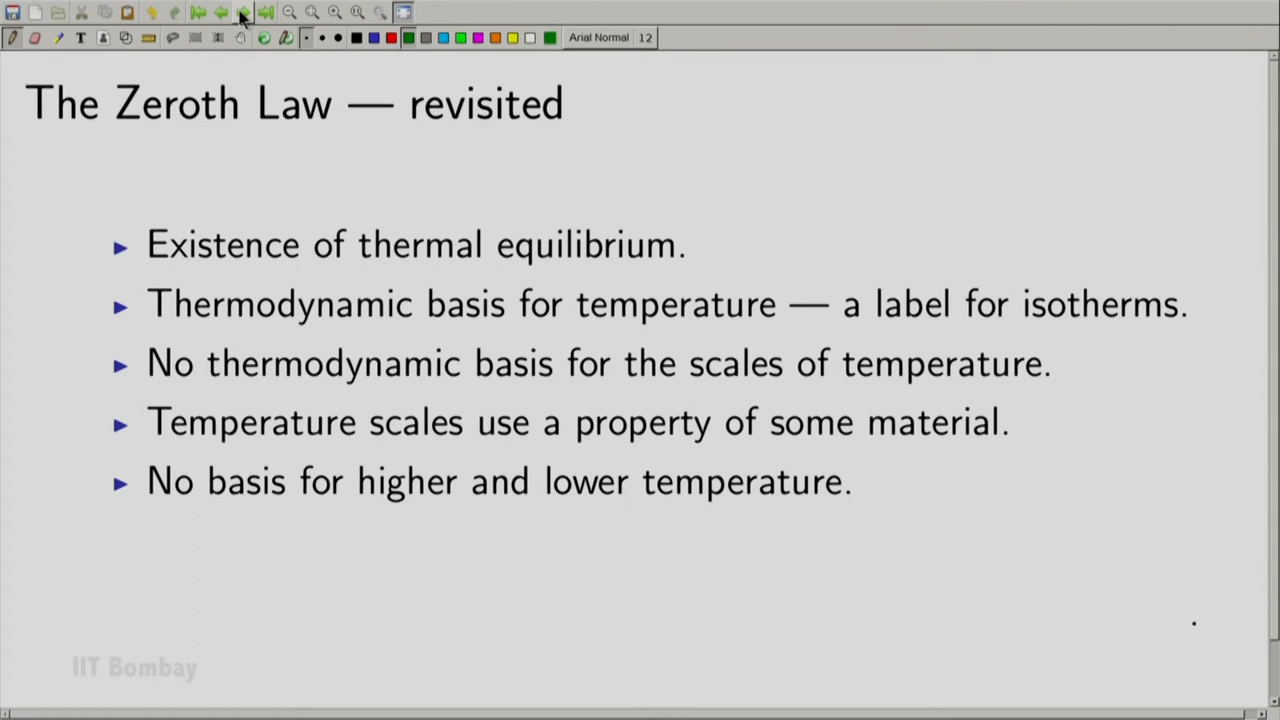 Arial Normal 12
The Zeroth Law — revisited
▶ Existence of thermal equilibrium.
▶ Thermodynamic basis for temperature — a label for isotherms.
▶ No thermodynamic basis for the scales of temperature.
▶ Temperature scales use a property of some material.
▶ No basis for higher and lower temperature.
IIT Bombay